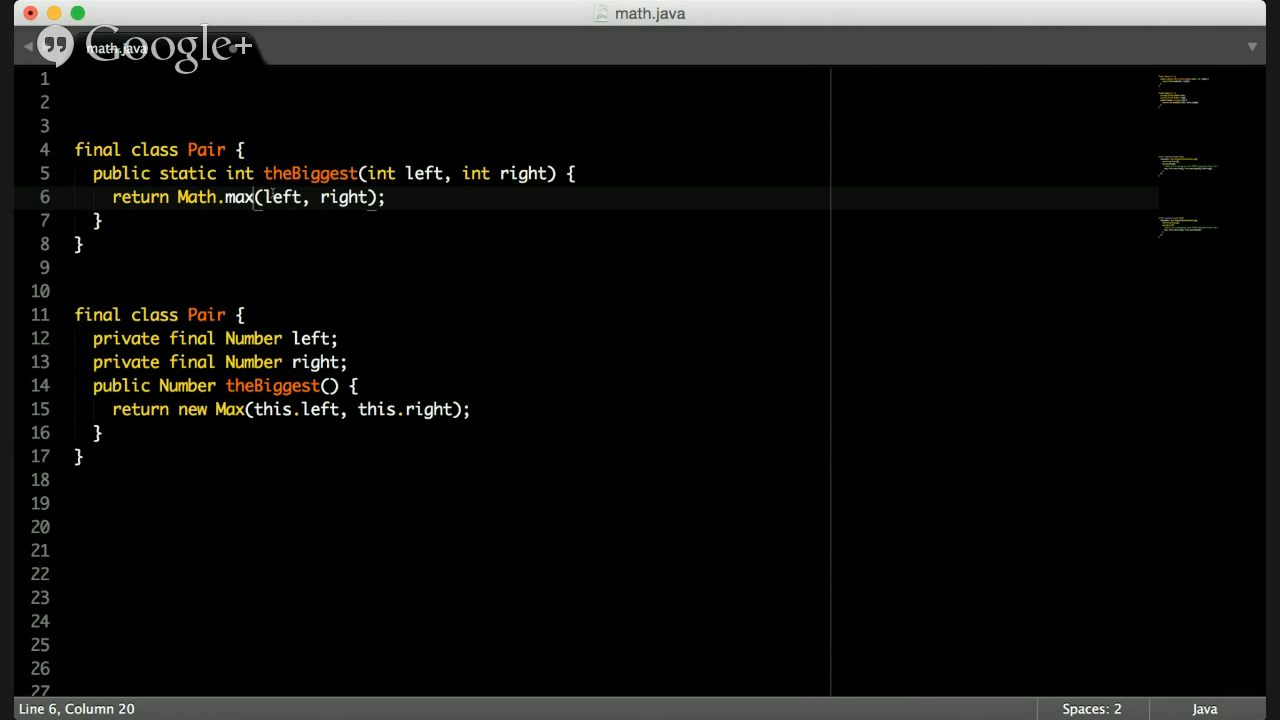 math.java
Google+
math.java
1
2
3
4 final class Pair {
5 public static int theBiggest(int left, int right) {
6 return Math.max(left, right);
7 }
8 }
9
10
11 final class Pair {
12 private final Number left;
13 private final Number right;
14 public Number theBiggest() {
15 return new Max(this.left, this.right);
16 }
17 }
18
19
20
21
22
23
24
25
26
27
Line 6, Column 20
Spaces: 2
Java